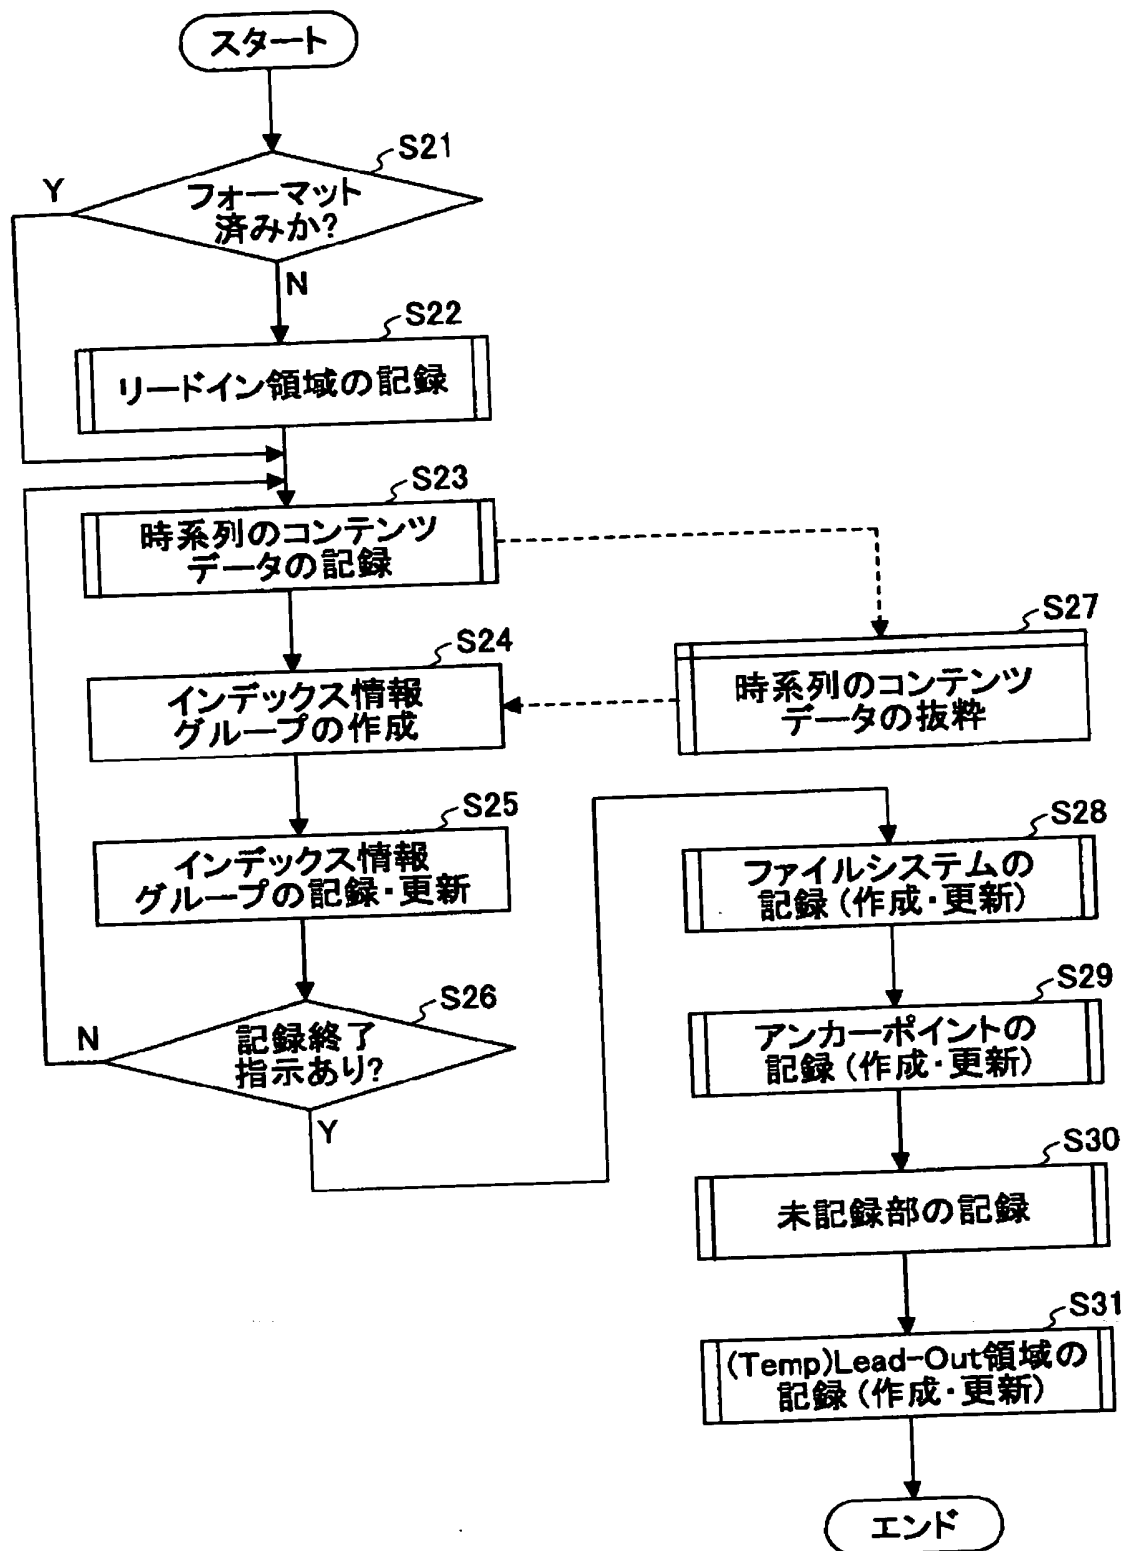 スタート
S21
Y
フォーマット
済みか?
N
S22
リードイン領域の記録
S23
時系列のコンテンツ
データの記録
S24
インデックス情報
グループの作成
S27
時系列のコンテンツ
データの抜粋
S25
インデックス情報
グループの記録・更新
S26
N
記録終了
指示あり?
Y
S28
ファイルシステムの
記録(作成・更新)
S29
アンカーポイントの
記録(作成・更新)
S30
未記録部の記録
S31
(Temp)Lead-Out領域の
記録(作成・更新)
エンド